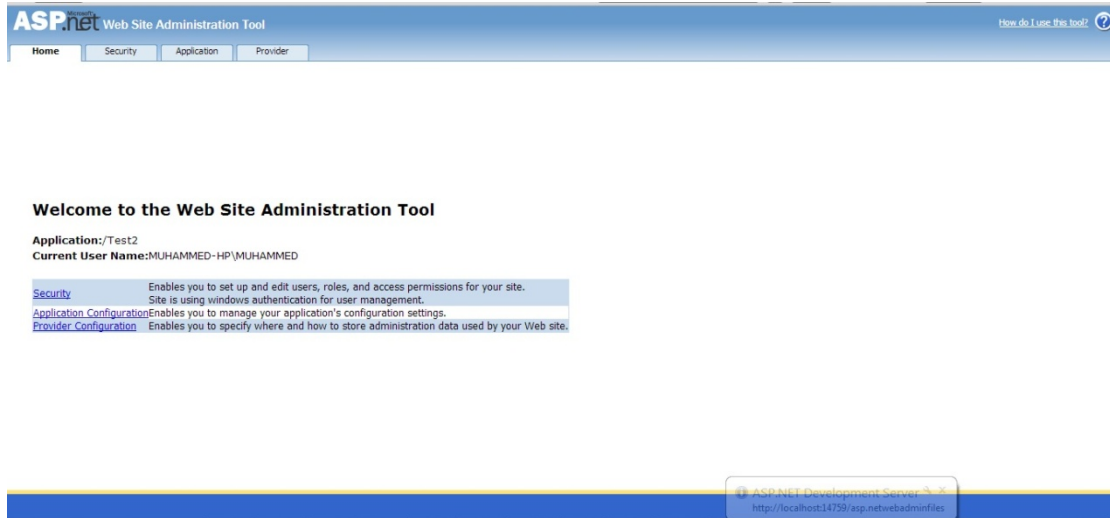 Microsoft
ASP.net Web Site Administration Tool
How do I use this tool? ?
Home Security Application Provider
Welcome to the Web Site Administration Tool
Application:/Test2
Current User Name:MUHAMMED-HP\MUHAMMED
Security Enables you to set up and edit users, roles, and access permissions for your site.
Site is using windows authentication for user management.
Application Configuration Enables you to manage your application's configuration settings.
Provider Configuration Enables you to specify where and how to store administration data used by your Web site.
ASP.NET Development Server
http://localhost:14759/asp.netwebadminfiles